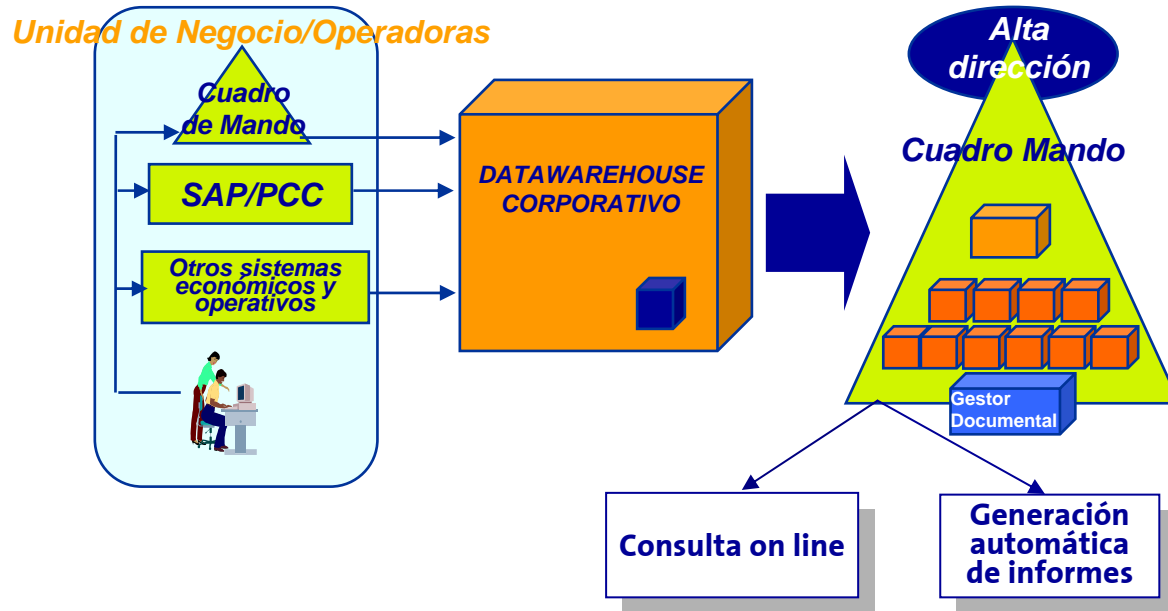 Unidad de Negocio/Operadoras
Cuadro
de Mando
SAP/PCC
Otros sistemas
económicos y
operativos
DATAWAREHOUSE
CORPORATIVO
Alta
dirección
Cuadro Mando
Gestor
Documental
Consulta on line
Generación
automática
de informes